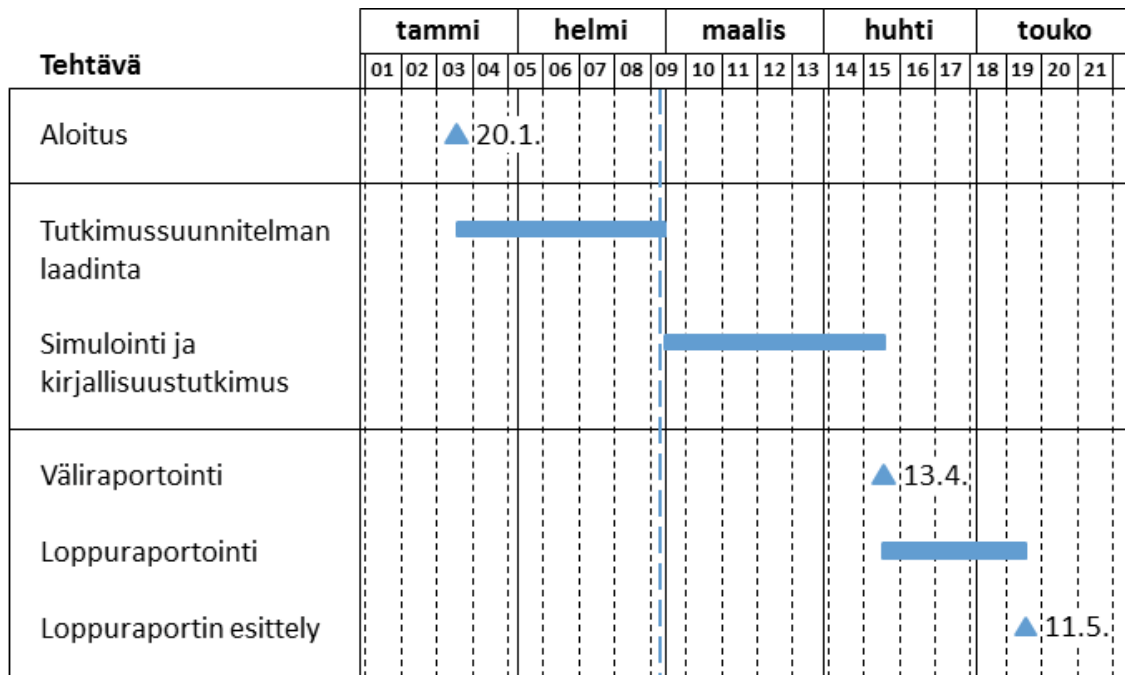 tammi helmi maalis huhti touko
Tehtävä
01 02 03 04 05 06 07 08 09 10 11 12 13 14 15 16 17 18 19 20 21
Aloitus
20.1.
Tutkimussuunnitelman
laadinta
Simulointi ja
kirjallisuustutkimus
Väliraportointi
13.4.
Loppuraportointi
Loppuraportin esittely
11.5.